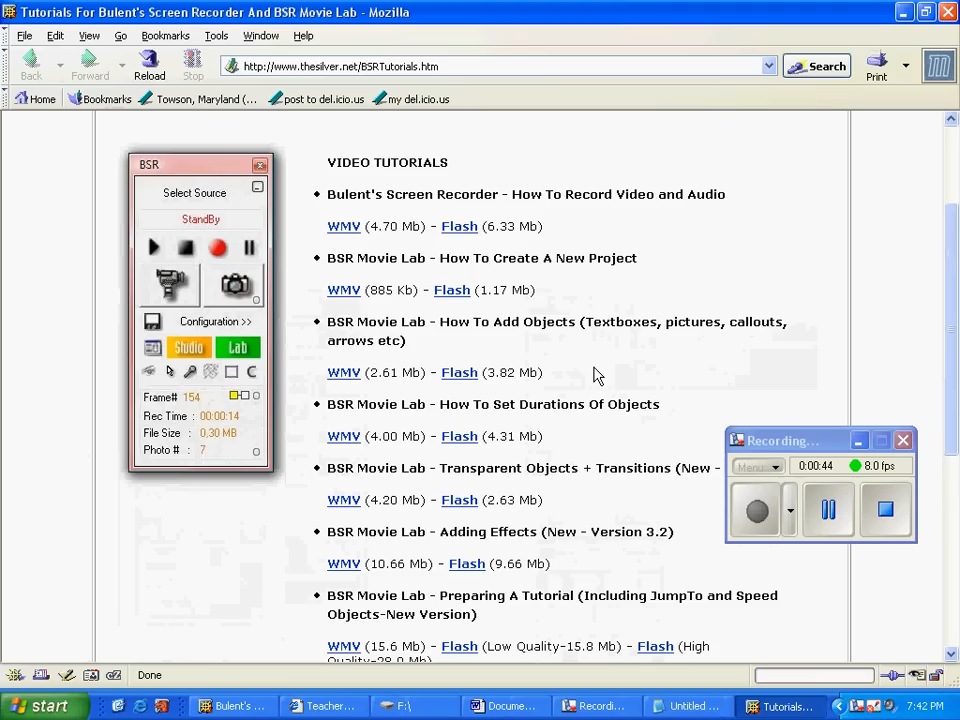 Tutorials For Bulent's Screen Recorder And BSR Movie Lab - Mozilla
File Edit View Go Bookmarks Tools Window Help
Back Forward Reload Stop http://www.thesilver.net/BSRTutorials.htm Search Print
Home Bookmarks Towson, Maryland (... post to del.icio.us my del.icio.us
BSR
Select Source
StandBy
Configuration >>
Studio Lab
Frame# 154
Rec Time : 00:00:14
File Size : 0,30 MB
Photo # : 7
VIDEO TUTORIALS
Bulent's Screen Recorder - How To Record Video and Audio
WMV (4.70 Mb) - Flash (6.33 Mb)
BSR Movie Lab - How To Create A New Project
WMV (885 Kb) - Flash (1.17 Mb)
BSR Movie Lab - How To Add Objects (Textboxes, pictures, callouts,
arrows etc)
WMV (2.61 Mb) - Flash (3.82 Mb)
BSR Movie Lab - How To Set Durations Of Objects
WMV (4.00 Mb) - Flash (4.31 Mb)
BSR Movie Lab - Transparent Objects + Transitions (New -
WMV (4.20 Mb) - Flash (2.63 Mb)
BSR Movie Lab - Adding Effects (New - Version 3.2)
WMV (10.66 Mb) - Flash (9.66 Mb)
BSR Movie Lab - Preparing A Tutorial (Including JumpTo and Speed
Objects-New Version)
WMV (15.6 Mb) - Flash (Low Quality-15.8 Mb) - Flash (High
Quality-28.0 Mb)
Recording...
Menu 0:00:44 8.0 fps
Done
start Bulent's ... Teacher... F:\ Docume... Recordi... Untitled ... Tutorials... 7:42 PM